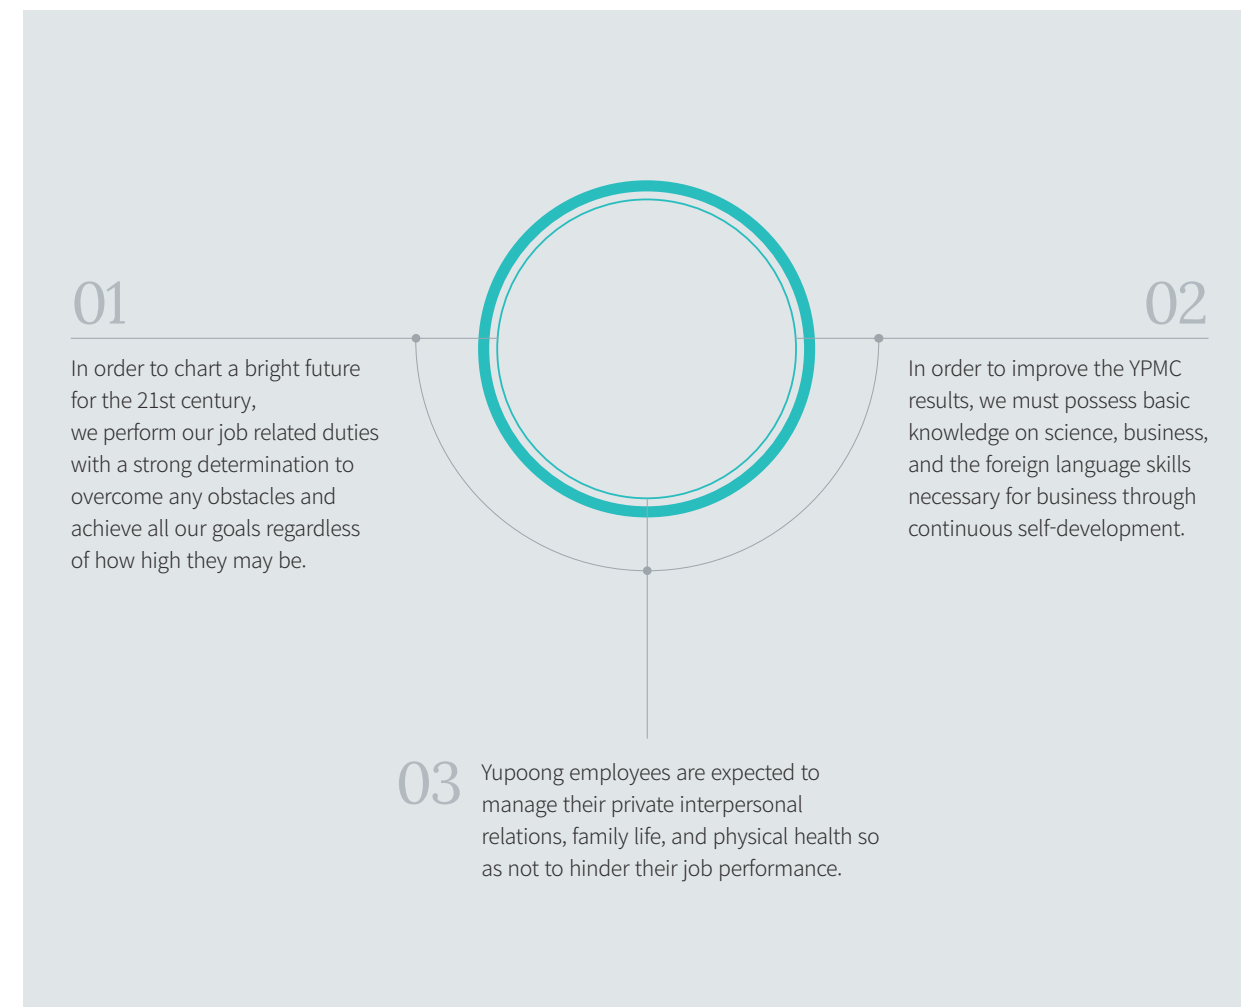 01
In order to chart a bright future
for the 21st century,
we perform our job related duties
with a strong determination to
overcome any obstacles and
achieve all our goals regardless
of how high they may be.
02
In order to improve the YPMC
results, we must possess basic
knowledge on science, business,
and the foreign language skills
necessary for business through
continuous self-development.
03
Yupoong employees are expected to
manage their private interpersonal
relations, family life, and physical health so
as not to hinder their job performance.